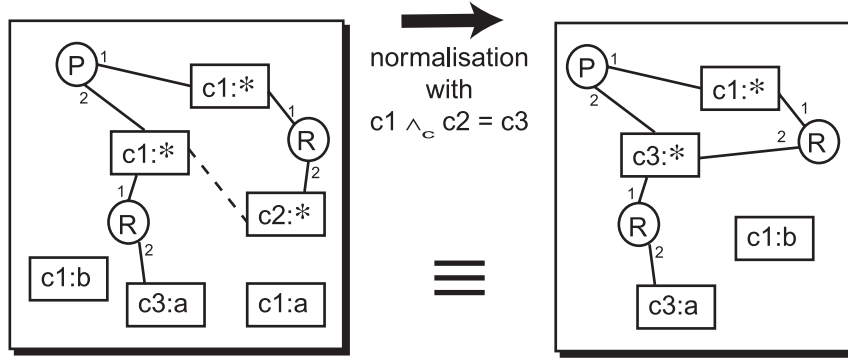 P
1
2
c1:*
1
R
2
c1:*
c2:*
1
R
2
c1:b
c3:a
c1:a
normalisation
with
c1 ∧c c2 = c3
≡
P
1
2
c1:*
1
R
2
c3:*
1
R
2
c1:b
c3:a